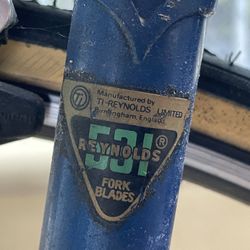 Manufactured by
TI-REYNOLDS LIMITED
Birmingham, England.
531
REYNOLDS®
FORK
BLADES